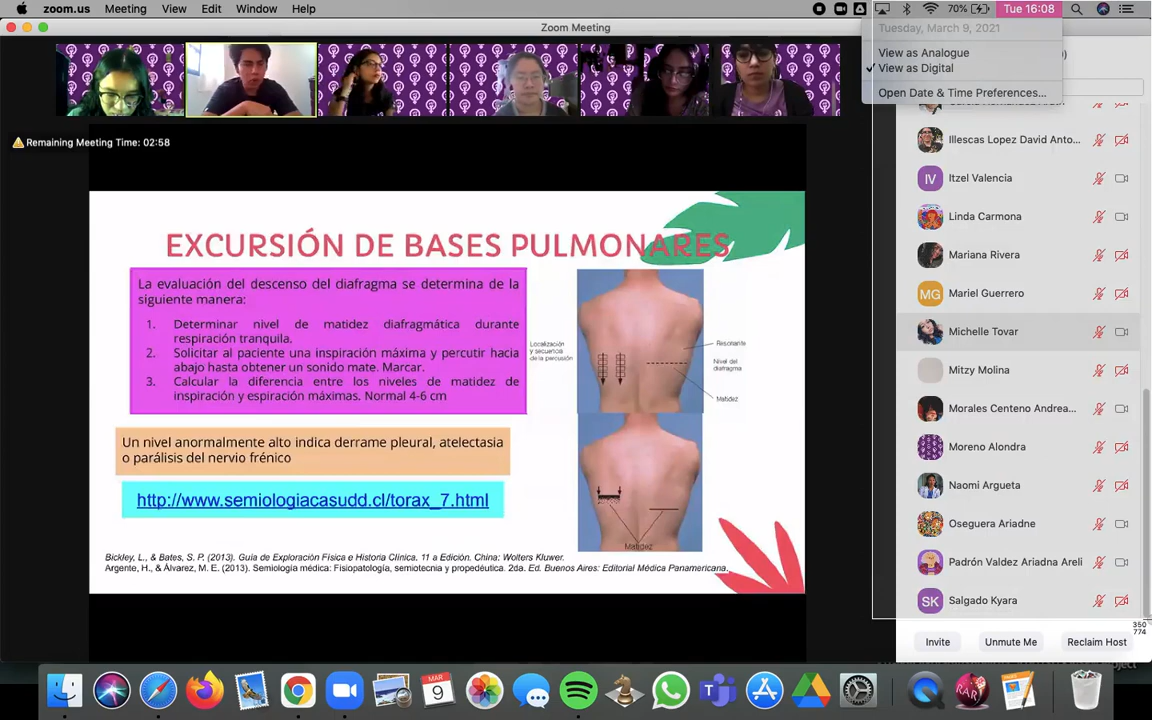 zoom.us Meeting View Edit Window Help
70% Tue 16:08
Zoom Meeting
Tuesday, March 9, 2021
View as Analogue
View as Digital
Open Date & Time Preferences...
Remaining Meeting Time: 02:58
EXCURSIÓN DE BASES PULMONARES
La evaluación del descenso del diafragma se determina de la
siguiente manera:
1. Determinar nivel de matidez diafragmática durante
respiración tranquila.
2. Solicitar al paciente una inspiración máxima y percutir hacia
abajo hasta obtener un sonido mate. Marcar.
3. Calcular la diferencia entre los niveles de matidez de
inspiración y espiración máximas. Normal 4-6 cm
Un nivel anormalmente alto indica derrame pleural, atelectasia
o parálisis del nervio frénico
http://www.semiologiacasudd.cl/torax_7.html
Localización
y secuencia
de la percusión
Resonante
Nivel del
diafragma
Matidez
Matidez
Bickley, L., & Bates, S. P. (2013). Guía de Exploración Física e Historia Clínica. 11 a Edición. China: Wolters Kluwer.
Argente, H., & Álvarez, M. E. (2013). Semiología médica: Fisiopatología, semiotecnia y propedéutica. 2da. Ed. Buenos Aires: Editorial Médica Panamericana.
Illescas Lopez David Anto...
IV Itzel Valencia
Linda Carmona
Mariana Rivera
MG Mariel Guerrero
Michelle Tovar
Mitzy Molina
Morales Centeno Andrea...
Moreno Alondra
Naomi Argueta
Oseguera Ariadne
Padrón Valdez Ariadna Areli
SK Salgado Kyara
350
774
Invite Unmute Me Reclaim Host
MAR
9
RAR